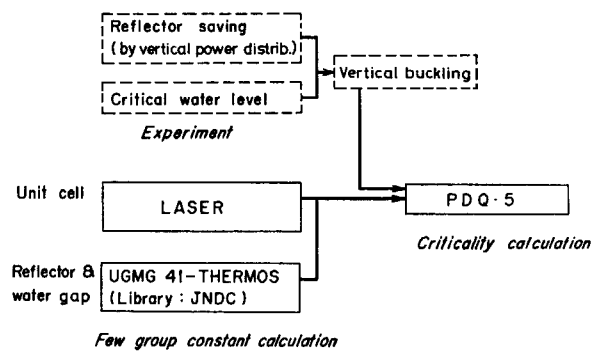 Reflector saving
(by vertical power distrib.)
Critical water level
Experiment
Vertical buckling
Unit cell
LASER
PDQ-5
Criticality calculation
Reflector &
water gap
UGMG 41-THERMOS
(Library : JNDC)
Few group constant calculation